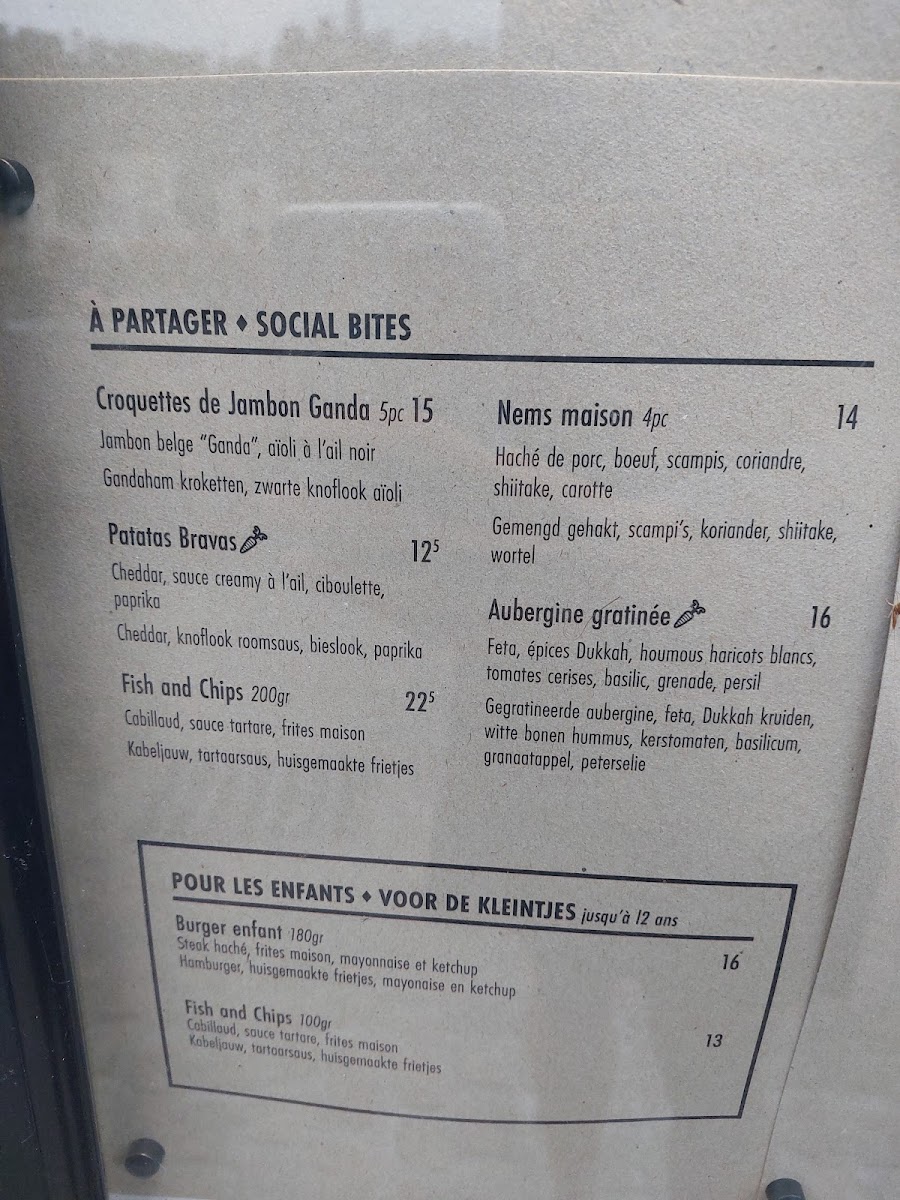 À PARTAGER ♦ SOCIAL BITES
Croquettes de Jambon Ganda 5pc 15
Jambon belge "Ganda", aïoli à l'ail noir
Gandaham kroketten, zwarte knoflook aïoli
Patatas Bravas 12⁵
Cheddar, sauce creamy à l'ail, ciboulette,
paprika
Cheddar, knoflook roomsaus, bieslook, paprika
Fish and Chips 200gr 22⁵
Cabillaud, sauce tartare, frites maison
Kabeljauw, tartaarsaus, huisgemaakte frietjes
Nems maison 4pc 14
Haché de porc, boeuf, scampis, coriandre,
shiitake, carotte
Gemengd gehakt, scampi's, koriander, shiitake,
wortel
Aubergine gratinée 16
Feta, épices Dukkah, houmous haricots blancs,
tomates cerises, basilic, grenade, persil
Gegratineerde aubergine, feta, Dukkah kruiden,
witte bonen hummus, kerstomaten, basilicum,
granaatappel, peterselie
POUR LES ENFANTS ♦ VOOR DE KLEINTJES jusqu'à 12 ans
Burger enfant 180gr 16
Steak haché, frites maison, mayonnaise et ketchup
Hamburger, huisgemaakte frietjes, mayonaise en ketchup
Fish and Chips 100gr 13
Cabillaud, sauce tartare, frites maison
Kabeljauw, tartaarsaus, huisgemaakte frietjes